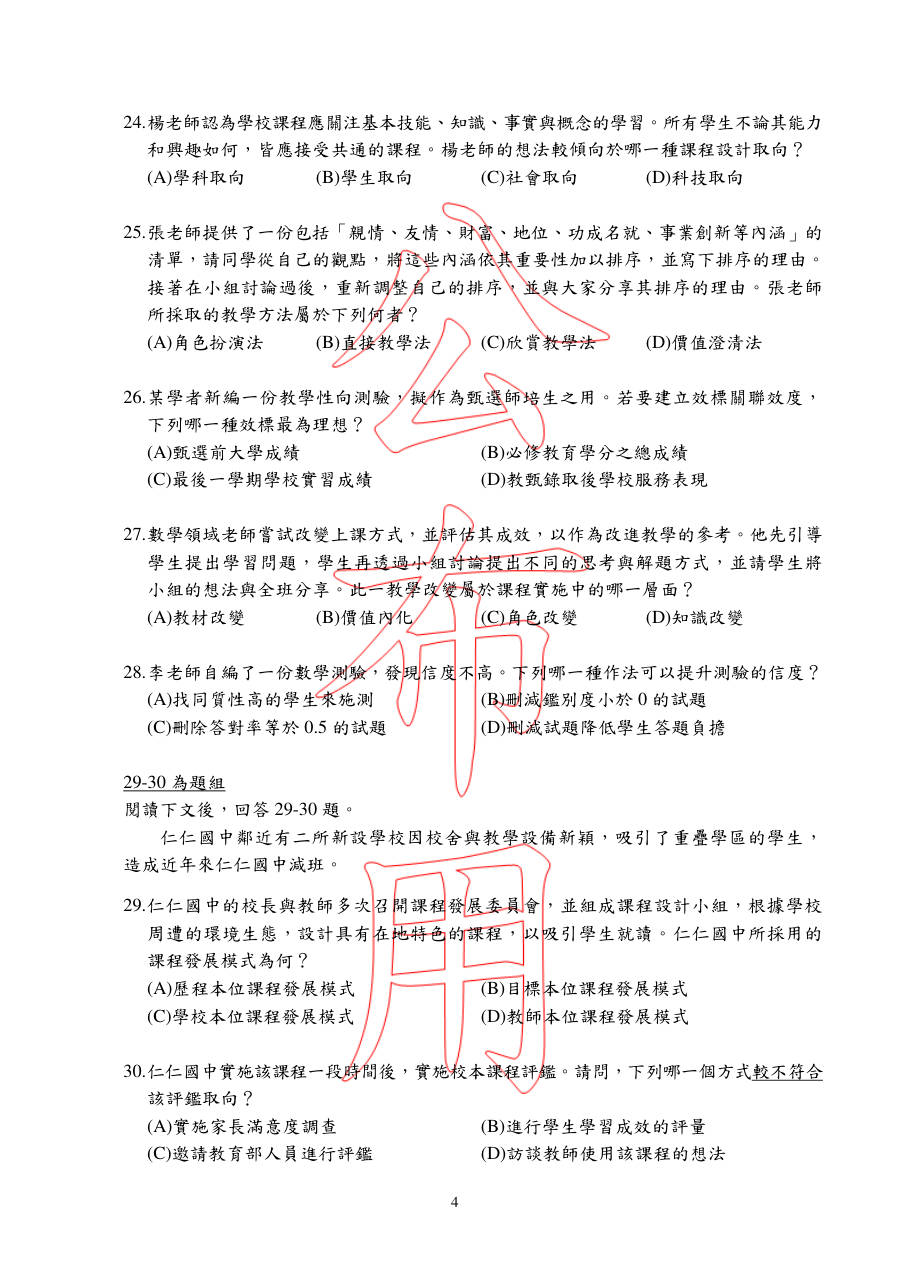 24.楊老師認為學校課程應關注基本技能、知識、事實與概念的學習。所有學生不論其能力
和興趣如何，皆應接受共通的課程。楊老師的想法較傾向於哪一種課程設計取向？
(A)學科取向 (B)學生取向 (C)社會取向 (D)科技取向
25.張老師提供了一份包括「親情、友情、財富、地位、功成名就、事業創新等內涵」的
清單，請同學從自己的觀點，將這些內涵依其重要性加以排序，並寫下排序的理由。
接著在小組討論過後，重新調整自己的排序，並與大家分享其排序的理由。張老師
所採取的教學方法屬於下列何者？
(A)角色扮演法 (B)直接教學法 (C)欣賞教學法 (D)價值澄清法
26.某學者新編一份教學性向測驗，擬作為甄選師培生之用。若要建立效標關聯效度，
下列哪一種效標最為理想？
(A)甄選前大學成績 (B)必修教育學分之總成績
(C)最後一學期學校實習成績 (D)教甄錄取後學校服務表現
27.數學領域老師嘗試改變上課方式，並評估其成效，以作為改進教學的參考。他先引導
學生提出學習問題，學生再透過小組討論提出不同的思考與解題方式，並請學生將
小組的想法與全班分享。此一教學改變屬於課程實施中的哪一層面？
(A)教材改變 (B)價值內化 (C)角色改變 (D)知識改變
28.李老師自編了一份數學測驗，發現信度不高。下列哪一種作法可以提升測驗的信度？
(A)找同質性高的學生來施測 (B)刪減鑑別度小於 0 的試題
(C)刪除答對率等於 0.5 的試題 (D)刪減試題降低學生答題負擔
29-30 為題組
閱讀下文後，回答 29-30 題。
仁仁國中鄰近有二所新設學校因校舍與教學設備新穎，吸引了重疊學區的學生，
造成近年來仁仁國中減班。
29.仁仁國中的校長與教師多次召開課程發展委員會，並組成課程設計小組，根據學校
周遭的環境生態，設計具有在地特色的課程，以吸引學生就讀。仁仁國中所採用的
課程發展模式為何？
(A)歷程本位課程發展模式 (B)目標本位課程發展模式
(C)學校本位課程發展模式 (D)教師本位課程發展模式
30.仁仁國中實施該課程一段時間後，實施校本課程評鑑。請問，下列哪一個方式較不符合
該評鑑取向？
(A)實施家長滿意度調查 (B)進行學生學習成效的評量
(C)邀請教育部人員進行評鑑 (D)訪談教師使用該課程的想法
公
布
用
4